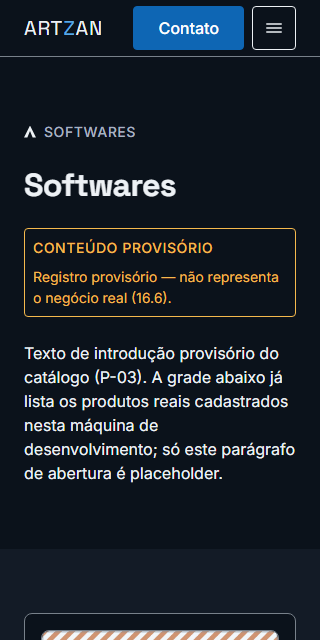 ARTZAN
Contato
SOFTWARES
Softwares
CONTEÚDO PROVISÓRIO
Registro provisório — não representa
o negócio real (16.6).
Texto de introdução provisório do
catálogo (P-03). A grade abaixo já
lista os produtos reais cadastrados
nesta máquina de
desenvolvimento; só este parágrafo
de abertura é placeholder.